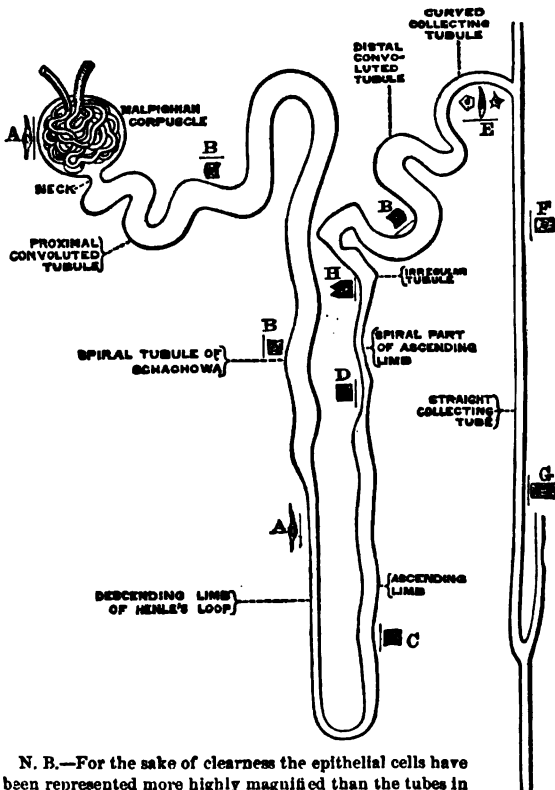 CURVED
COLLECTING
TUBULE
DISTAL
CONVO-
LUTED
TUBULE
MALPIGHIAN
CORPUSCLE
A
B
E
NECK
B
F
PROXIMAL
CONVOLUTED
TUBULE
H
IRREGULAR
TUBULE
B
SPIRAL TUBULE OF
SCHACHOWA
SPIRAL PART
OF ASCENDING
LIMB
D
STRAIGHT
COLLECTING
TUBE
G
A
DESCENDING LIMB
OF HENLE'S LOOP
ASCENDING
LIMB
C
N. B.—For the sake of clearness the epithelial cells have
been represented more highly magnified than the tubes in